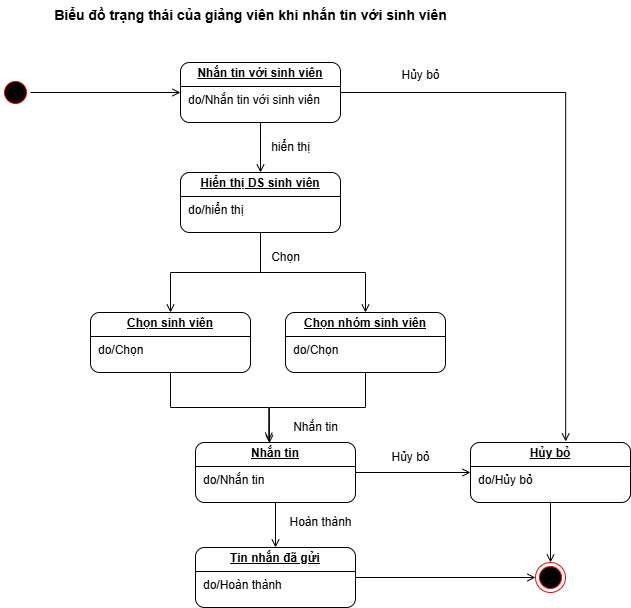 Biểu đồ trạng thái của giảng viên khi nhắn tin với sinh viên
Nhắn tin với sinh viên
do/Nhắn tin với sinh viên
Hủy bỏ
hiển thị
Hiển thị DS sinh viên
do/hiển thị
Chọn
Chọn sinh viên
do/Chọn
Chọn nhóm sinh viên
do/Chọn
Nhắn tin
Nhắn tin
do/Nhắn tin
Hủy bỏ
Hủy bỏ
do/Hủy bỏ
Hoàn thành
Tin nhắn đã gửi
do/Hoàn thành